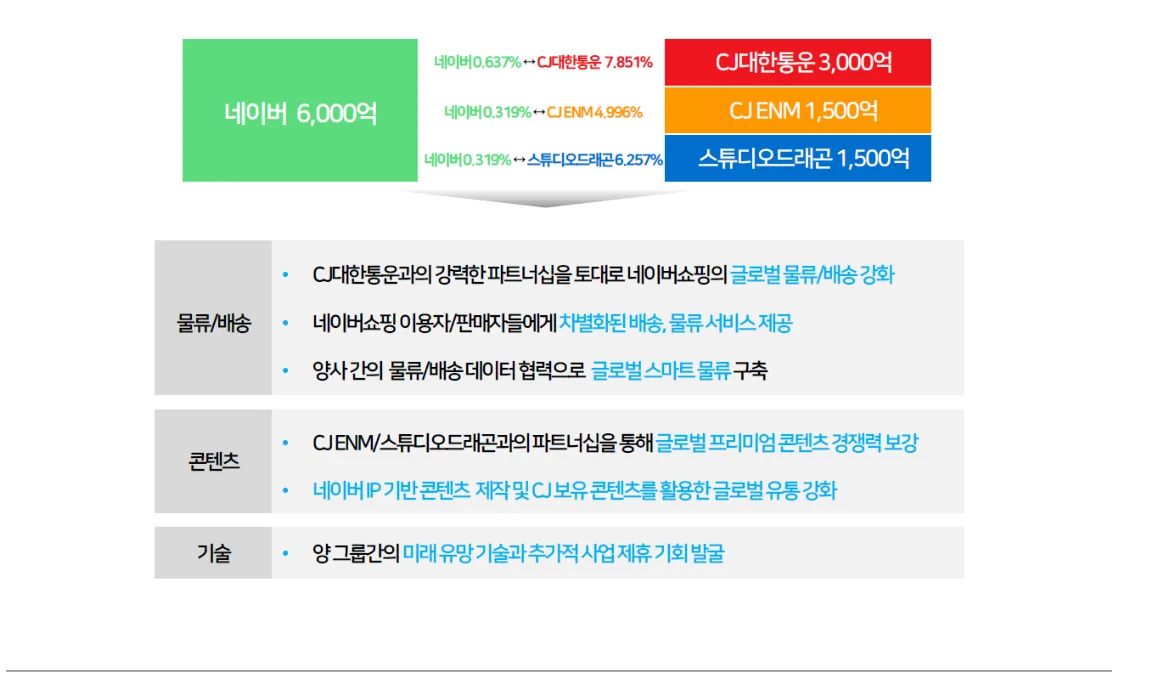 네이버 6,000억
네이버 0.637% ↔ CJ대한통운 7.851%
CJ대한통운 3,000억
네이버 0.319% ↔ CJ ENM 4.996%
CJ ENM 1,500억
네이버 0.319% ↔ 스튜디오드래곤 6.257%
스튜디오드래곤 1,500억
물류/배송
• CJ대한통운과의 강력한 파트너십을 토대로 네이버쇼핑의 글로벌 물류/배송 강화
• 네이버쇼핑 이용자/판매자들에게 차별화된 배송, 물류 서비스 제공
• 양사 간의 물류/배송 데이터 협력으로 글로벌 스마트 물류 구축
콘텐츠
• CJ ENM/스튜디오드래곤과의 파트너십을 통해 글로벌 프리미엄 콘텐츠 경쟁력 보강
• 네이버 IP 기반 콘텐츠 제작 및 CJ 보유 콘텐츠를 활용한 글로벌 유통 강화
기술
• 양 그룹간의 미래 유망 기술과 추가적 사업 제휴 기회 발굴